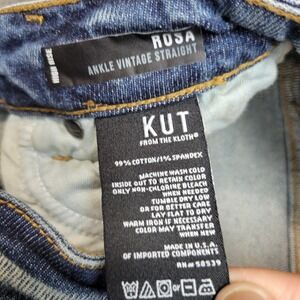 ROSA
HIGH RISE
ANKLE VINTAGE STRAIGHT
KUT
FROM THE KLOTH®
99% COTTON/1% SPANDEX
MACHINE WASH COLD
INSIDE OUT TO RETAIN COLOR
ONLY NON-CHLORINE BLEACH
WHEN NEEDED
TUMBLE DRY LOW
OR FOR BETTER CARE
LAY FLAT TO DRY
WARM IRON IF NECESSARY
COLOR MAY TRANSFER
WHEN NEW
MADE IN U.S.A.
OF IMPORTED COMPONENTS